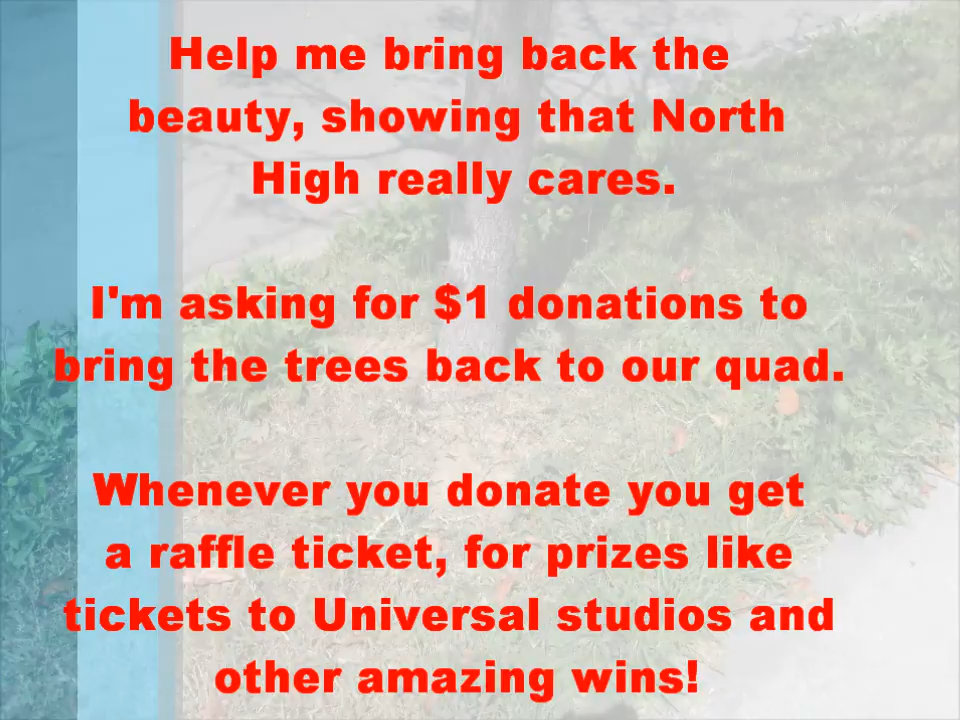 Help me bring back the
beauty, showing that North
High really cares.
I'm asking for $1 donations to
bring the trees back to our quad.
Whenever you donate you get
a raffle ticket, for prizes like
tickets to Universal studios and
other amazing wins!